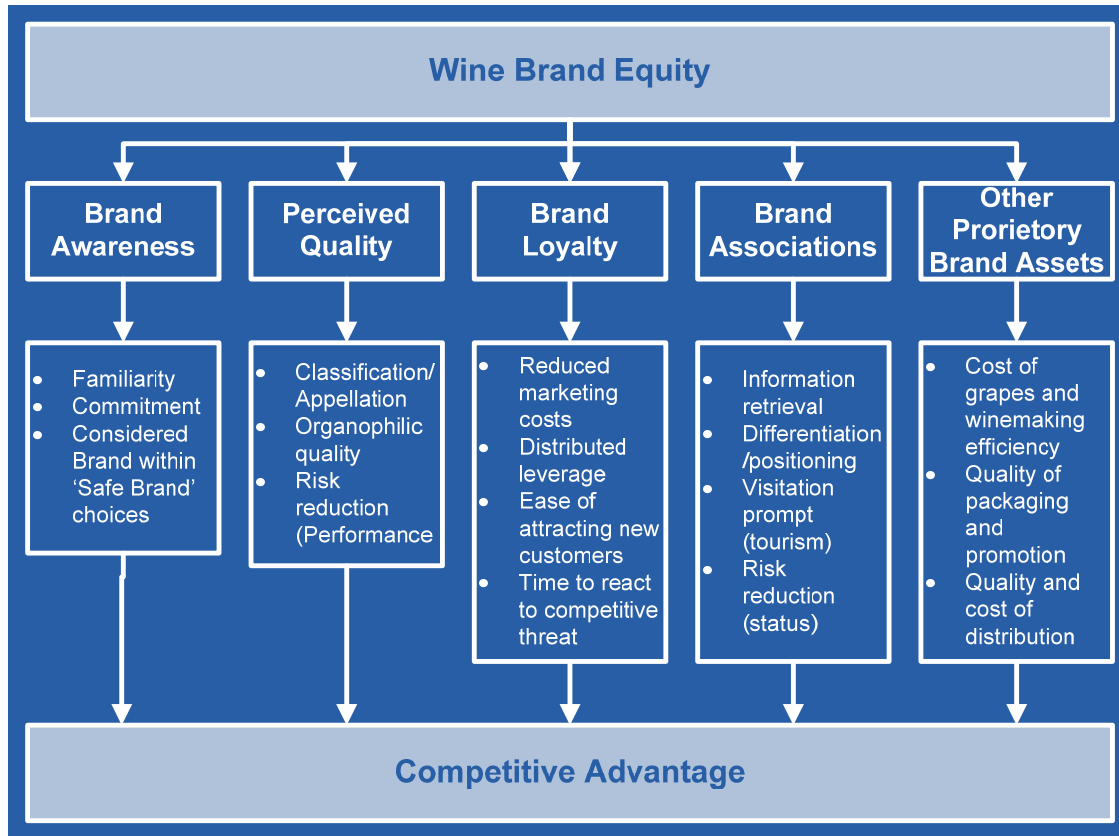 Wine Brand Equity
Brand
Awareness
Perceived
Quality
Brand
Loyalty
Brand
Associations
Other
Prorietory
Brand Assets
• Familiarity
• Commitment
• Considered
Brand within
‘Safe Brand’
choices
• Classification/
Appellation
• Organophilic
quality
• Risk
reduction
(Performance
• Reduced
marketing
costs
• Distributed
leverage
• Ease of
attracting new
customers
• Time to react
to competitive
threat
• Information
retrieval
• Differentiation
/positioning
• Visitation
prompt
(tourism)
• Risk
reduction
(status)
• Cost of
grapes and
winemaking
efficiency
• Quality of
packaging
and
promotion
• Quality and
cost of
distribution
Competitive Advantage